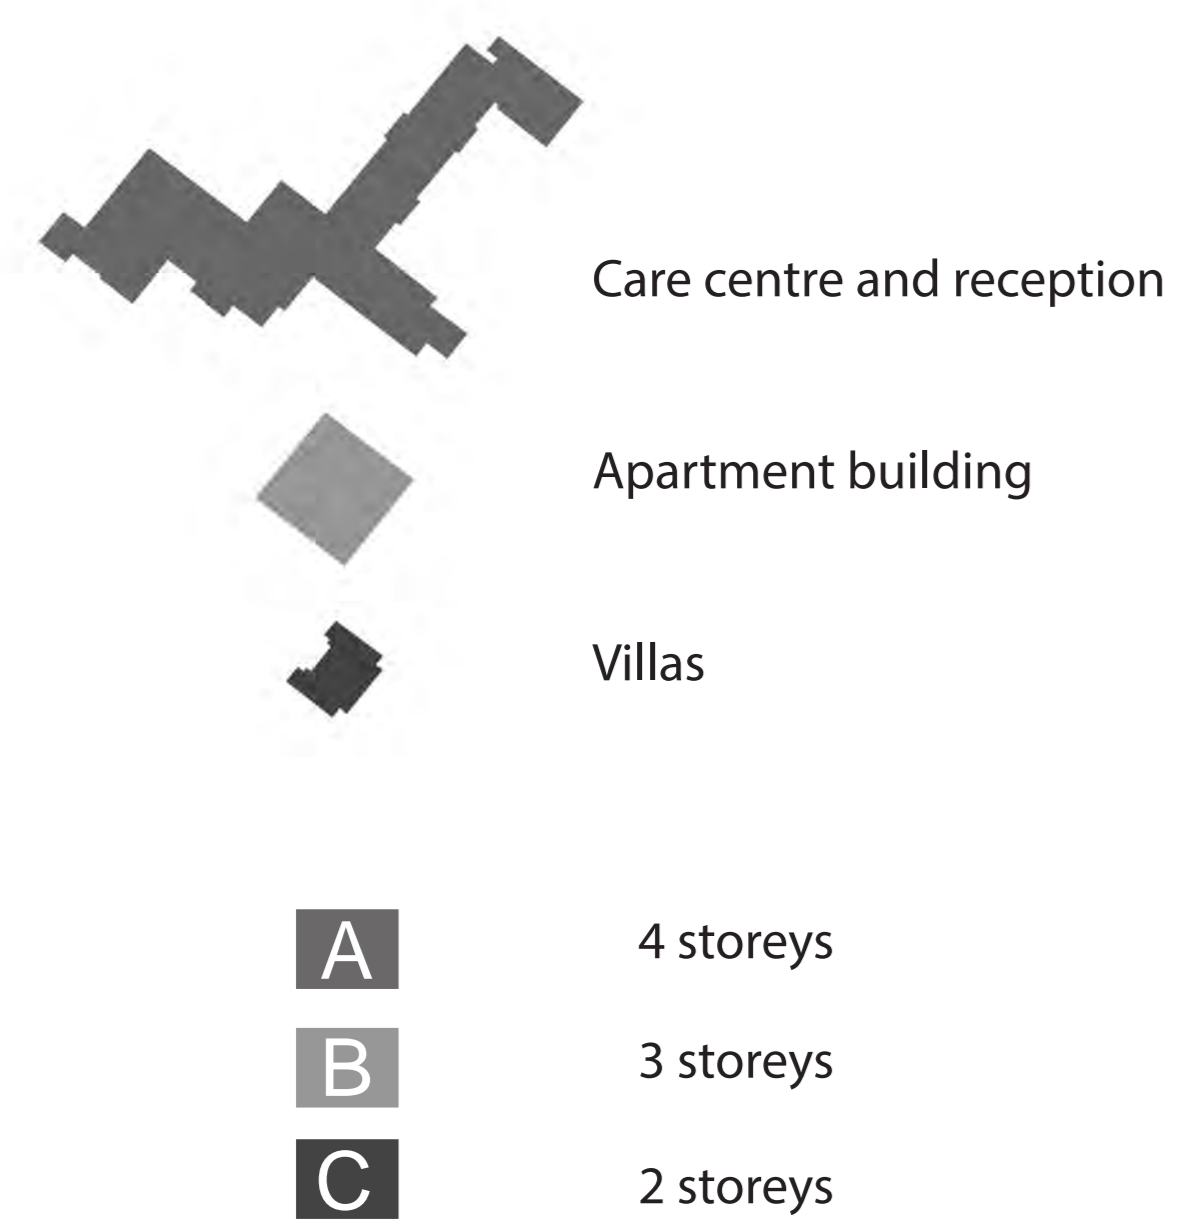 Care centre and reception
Apartment building
Villas
A 4 storeys
B 3 storeys
C 2 storeys